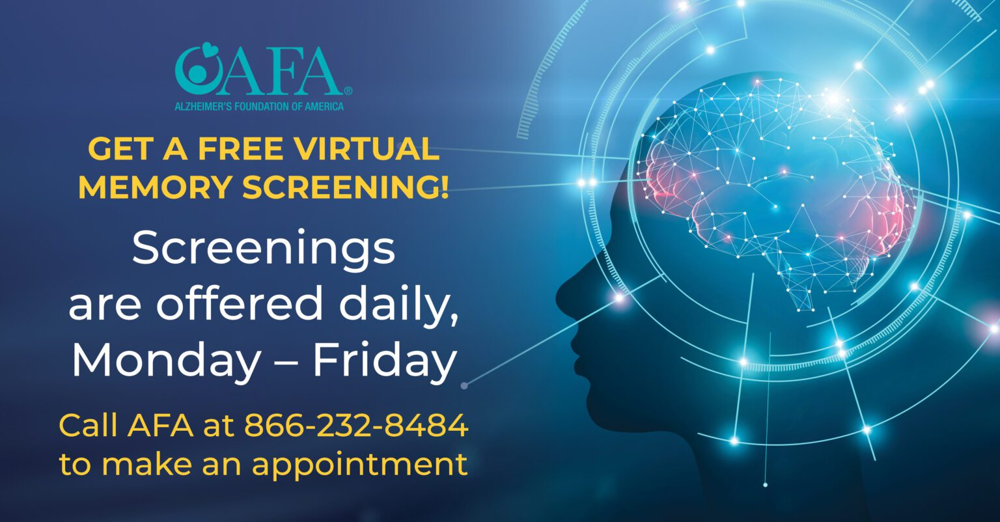 AFA®
ALZHEIMER'S FOUNDATION OF AMERICA
GET A FREE VIRTUAL
MEMORY SCREENING!
Screenings
are offered daily,
Monday – Friday
Call AFA at 866-232-8484
to make an appointment